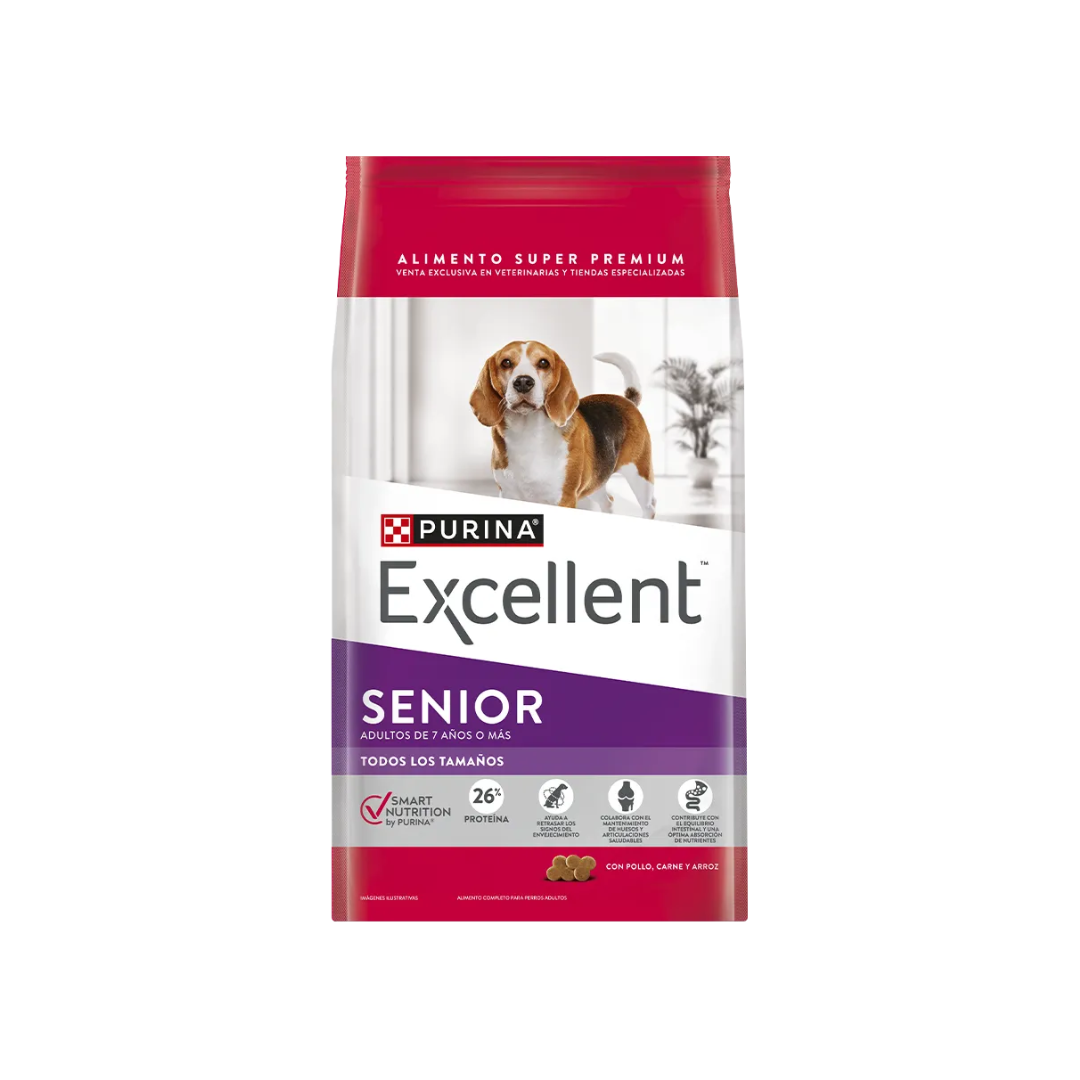 ALIMENTO SUPER PREMIUM
VENTA EXCLUSIVA EN VETERINARIAS Y TIENDAS ESPECIALIZADAS
PURINA®
Excellent™
SENIOR
ADULTOS DE 7 AÑOS O MÁS
TODOS LOS TAMAÑOS
SMART
NUTRITION
by PURINA®
26%
PROTEÍNA
AYUDA A
RETRASAR LOS
SIGNOS DEL
ENVEJECIMIENTO
COLABORA CON EL
MANTENIMIENTO
DE HUESOS Y
ARTICULACIONES
SALUDABLES
CONTRIBUYE CON
EL EQUILIBRIO
INTESTINAL Y UNA
ÓPTIMA ABSORCIÓN
DE NUTRIENTES
CON POLLO, CARNE Y ARROZ
IMÁGENES ILUSTRATIVAS
ALIMENTO COMPLETO PARA PERROS ADULTOS